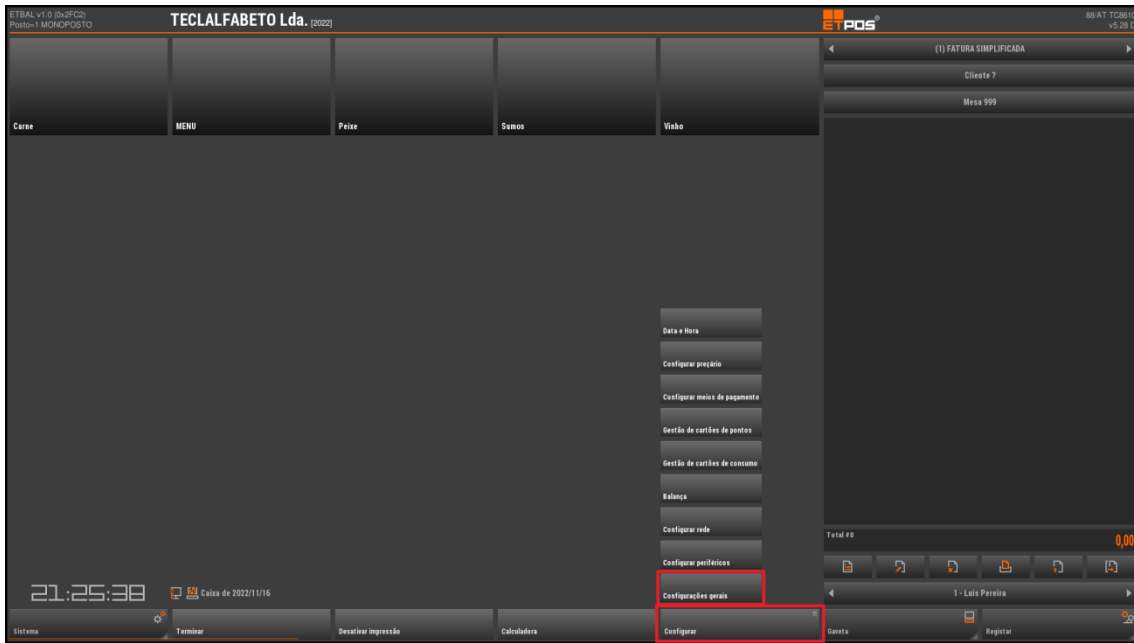 ETBAL v1.0 (0x2FC2)
Posto=1 MONOPOSTO
TECLALFABETO Lda. [2022]
ETPOS®
88/AT TC8610
v5.28 D
(1) FATURA SIMPLIFICADA
Cliente ?
Mesa 999
Carne
MENU
Peixe
Sumos
Vinho
Data e Hora
Configurar preçário
Configurar meios de pagamento
Gestão de cartões de pontos
Gestão de cartões de consumo
Balança
Configurar rede
Configurar periféricos
Configurações gerais
Total #0
0,00
21:25:38
Caixa de 2022/11/16
1 - Luis Pereira
Sistema
Terminar
Desativar impressão
Calculadora
Configurar
Gaveta
Registar